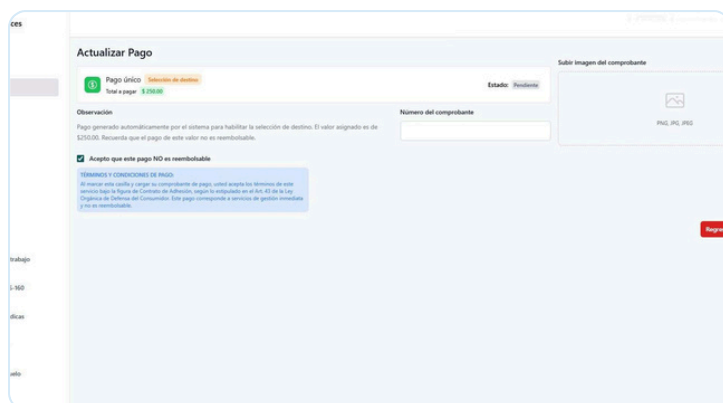 ces
Actualizar Pago
Subir imagen del comprobante
Pago único Selección de destino
Total a pagar $ 250.00
Estado: Pendiente
PNG, JPG, JPEG
Observación
Número del comprobante
Pago generado automáticamente por el sistema para habilitar la selección de destino. El valor asignado es de
$250.00. Recuerda que el pago de este valor no es reembolsable.
Acepto que este pago NO es reembolsable
TÉRMINOS Y CONDICIONES DE PAGO:
Al marcar esta casilla y cargar su comprobante de pago, usted acepta los términos de este
servicio bajo la figura de Contrato de Adhesión, según lo estipulado en el Art. 43 de la Ley
Orgánica de Defensa del Consumidor. Este pago corresponde a servicios de gestión inmediata
y no es reembolsable.
Regre
trabajo
-160
dicas
uelo